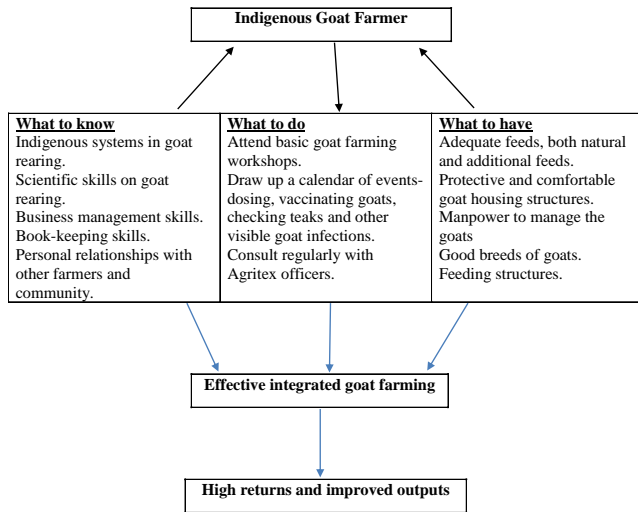 Indigenous Goat Farmer
What to know
Indigenous systems in goat
rearing.
Scientific skills on goat
rearing.
Business management skills.
Book-keeping skills.
Personal relationships with
other farmers and
community.
What to do
Attend basic goat farming
workshops.
Draw up a calendar of events-
dosing, vaccinating goats,
checking teaks and other
visible goat infections.
Consult regularly with
Agritex officers.
What to have
Adequate feeds, both natural
and additional feeds.
Protective and comfortable
goat housing structures.
Manpower to manage the
goats
Good breeds of goats.
Feeding structures.
Effective integrated goat farming
High returns and improved outputs